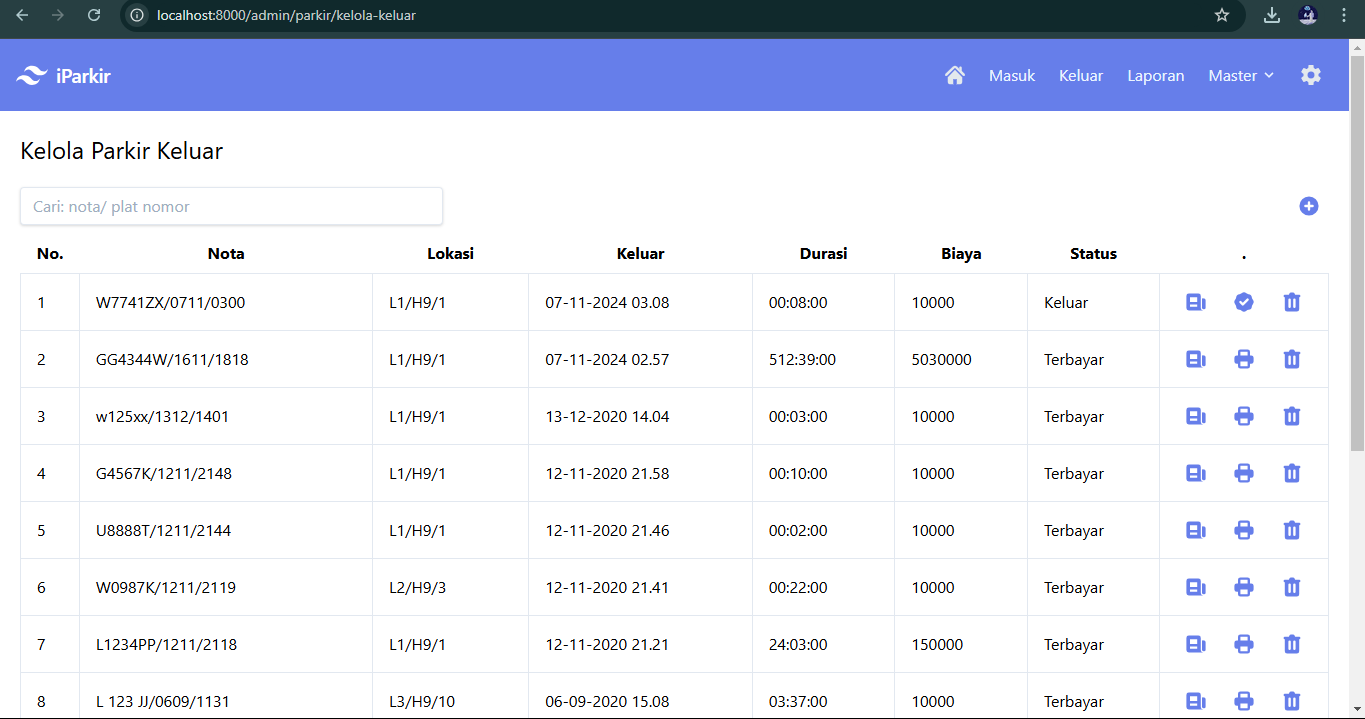 localhost:8000/admin/parkir/kelola-keluar
iParkir Masuk Keluar Laporan Master
Kelola Parkir Keluar
Cari: nota/ plat nomor
No. Nota Lokasi Keluar Durasi Biaya Status .
1 W7741ZX/0711/0300 L1/H9/1 07-11-2024 03.08 00:08:00 10000 Keluar
2 GG4344W/1611/1818 L1/H9/1 07-11-2024 02.57 512:39:00 5030000 Terbayar
3 w125xx/1312/1401 L1/H9/1 13-12-2020 14.04 00:03:00 10000 Terbayar
4 G4567K/1211/2148 L1/H9/1 12-11-2020 21.58 00:10:00 10000 Terbayar
5 U8888T/1211/2144 L1/H9/1 12-11-2020 21.46 00:02:00 10000 Terbayar
6 W0987K/1211/2119 L2/H9/3 12-11-2020 21.41 00:22:00 10000 Terbayar
7 L1234PP/1211/2118 L1/H9/1 12-11-2020 21.21 24:03:00 150000 Terbayar
8 L 123 JJ/0609/1131 L3/H9/10 06-09-2020 15.08 03:37:00 10000 Terbayar